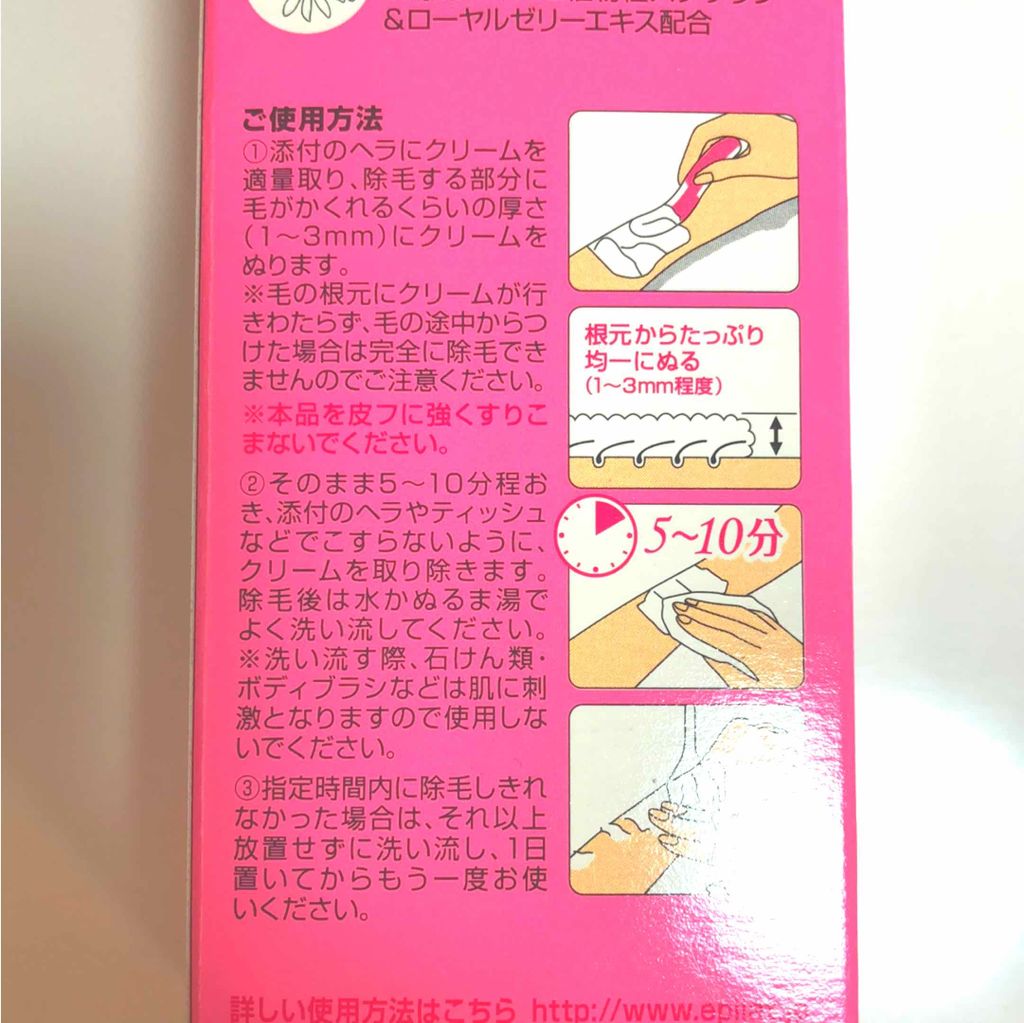 &ローヤルゼリーエキス配合
ご使用方法
①添付のヘラにクリームを
適量取り、除毛する部分に
毛がかくれるくらいの厚さ
(1〜3mm)にクリームを
ぬります。
※毛の根元にクリームが行
きわたらず、毛の途中からつ
けた場合は完全に除毛でき
ませんのでご注意ください。
※本品を皮フに強くすりこ
まないでください。
②そのまま5〜10分程お
き、添付のヘラやティッシュ
などでこすらないように、
クリームを取り除きます。
除毛後は水かぬるま湯で
よく洗い流してください。
※洗い流す際、石けん類・
ボディブラシなどは肌に刺
激となりますので使用しな
いでください。
③指定時間内に除毛しきれ
なかった場合は、それ以上
放置せずに洗い流し、1日
置いてからもう一度お使
いください。
根元からたっぷり
均一にぬる
(1〜3mm程度)
5〜10分
詳しい使用方法はこちら